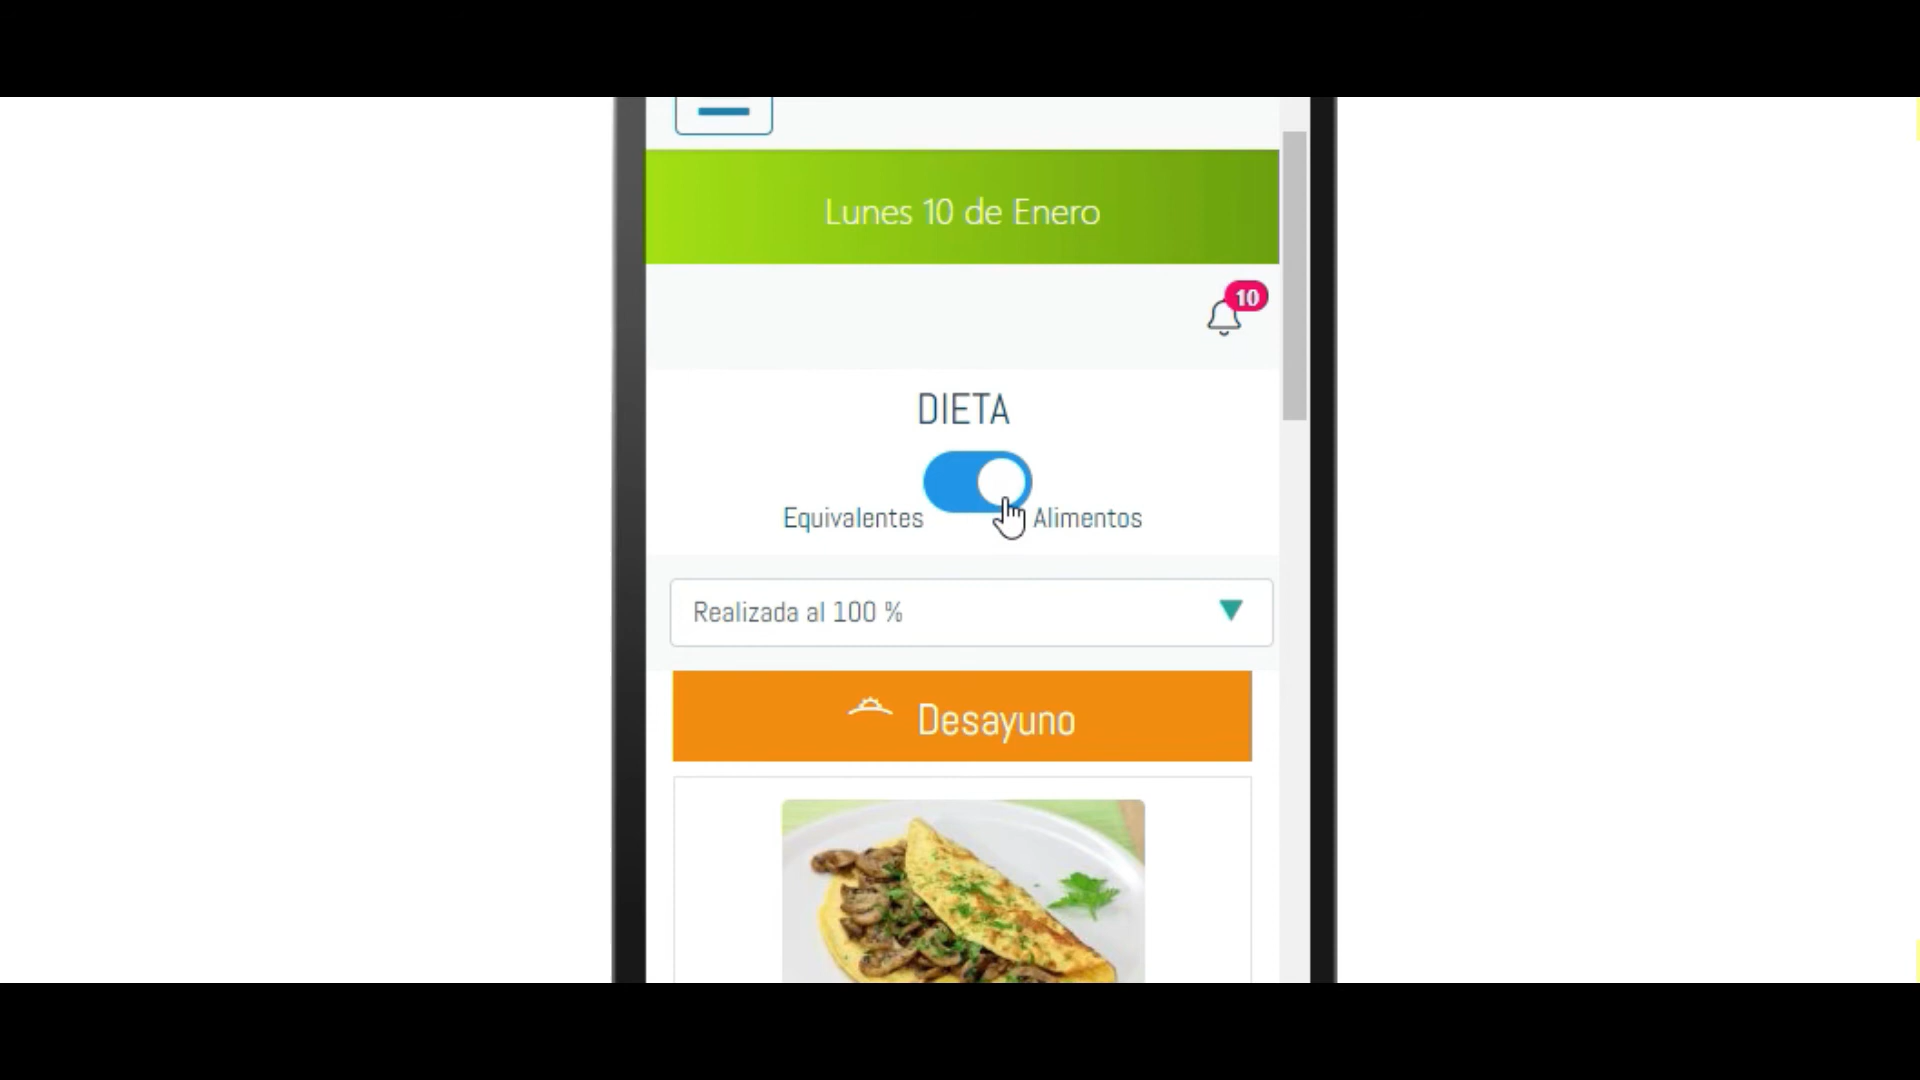 Lunes 10 de Enero
10
DIETA
Equivalentes Alimentos
Realizada al 100 %
Desayuno